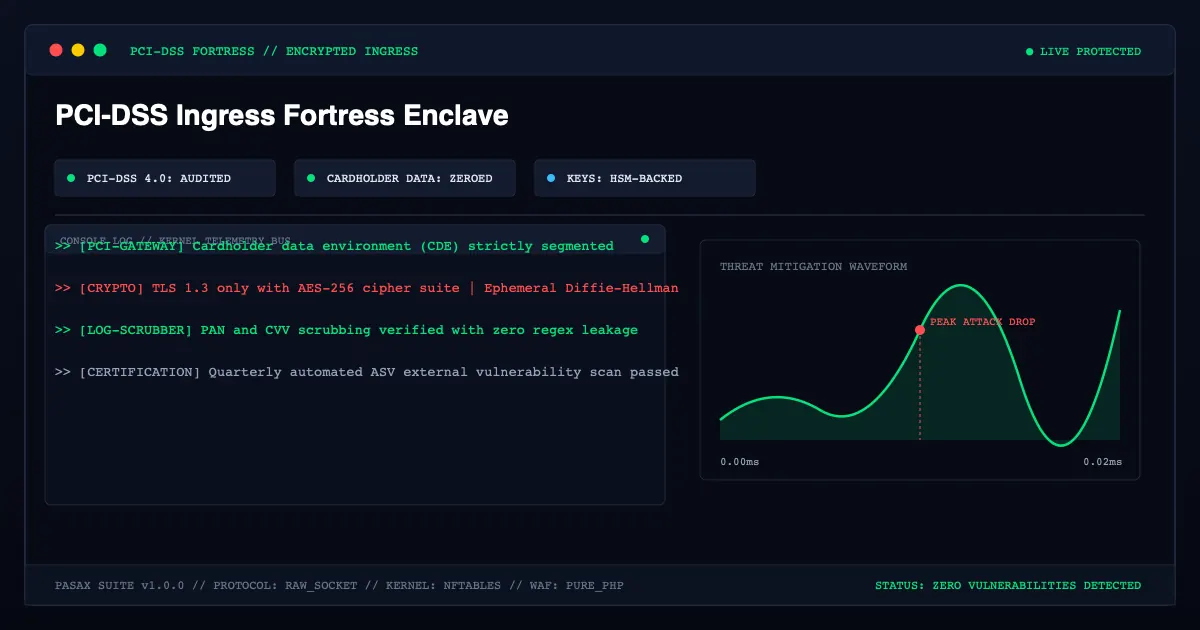 PCI-DSS FORTRESS // ENCRYPTED INGRESS
LIVE PROTECTED
PCI-DSS Ingress Fortress Enclave
PCI-DSS 4.0: AUDITED
CARDHOLDER DATA: ZEROED
KEYS: HSM-BACKED
CONSOLE LOG // KERNEL TELEMETRY BUS
>> [PCI-GATEWAY] Cardholder data environment (CDE) strictly segmented
>> [CRYPTO] TLS 1.3 only with AES-256 cipher suite | Ephemeral Diffie-Hellman
>> [LOG-SCRUBBER] PAN and CVV scrubbing verified with zero regex leakage
>> [CERTIFICATION] Quarterly automated ASV external vulnerability scan passed
THREAT MITIGATION WAVEFORM
PEAK ATTACK DROP
0.00ms
0.02ms
PASAX SUITE v1.0.0 // PROTOCOL: RAW_SOCKET // KERNEL: NFTABLES // WAF: PURE_PHP
STATUS: ZERO VULNERABILITIES DETECTED